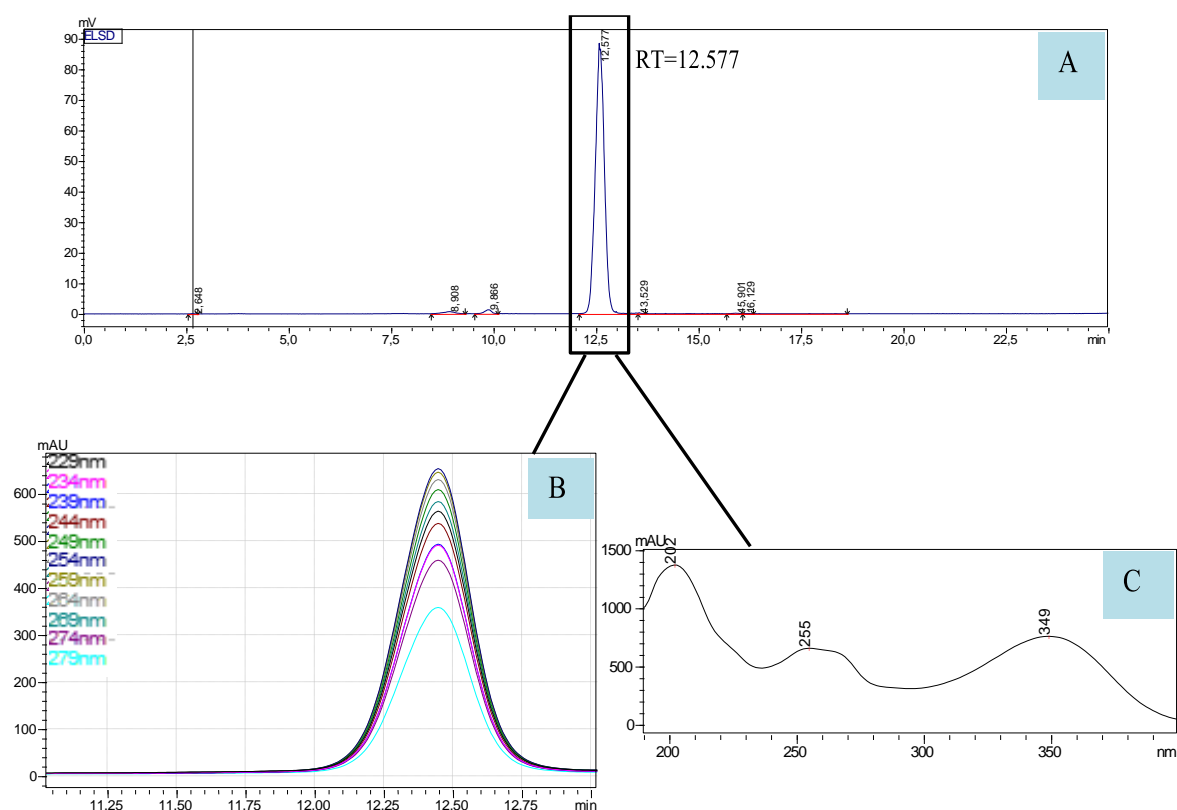 mV
ELSD
90
80
70
60
50
40
30
20
10
0
2,648
8,908
9,866
12,577
13,529
15,901
16,129
RT=12.577
A
0,0 2,5 5,0 7,5 10,0 12,5 15,0 17,5 20,0 22,5 min
mAU
229nm
234nm
239nm
244nm
249nm
254nm
259nm
264nm
269nm
274nm
279nm
600
500
400
300
200
100
0
B
11.25 11.50 11.75 12.00 12.25 12.50 12.75 min
mAU
1500
1000
500
0
202
255
349
C
200 250 300 350 nm